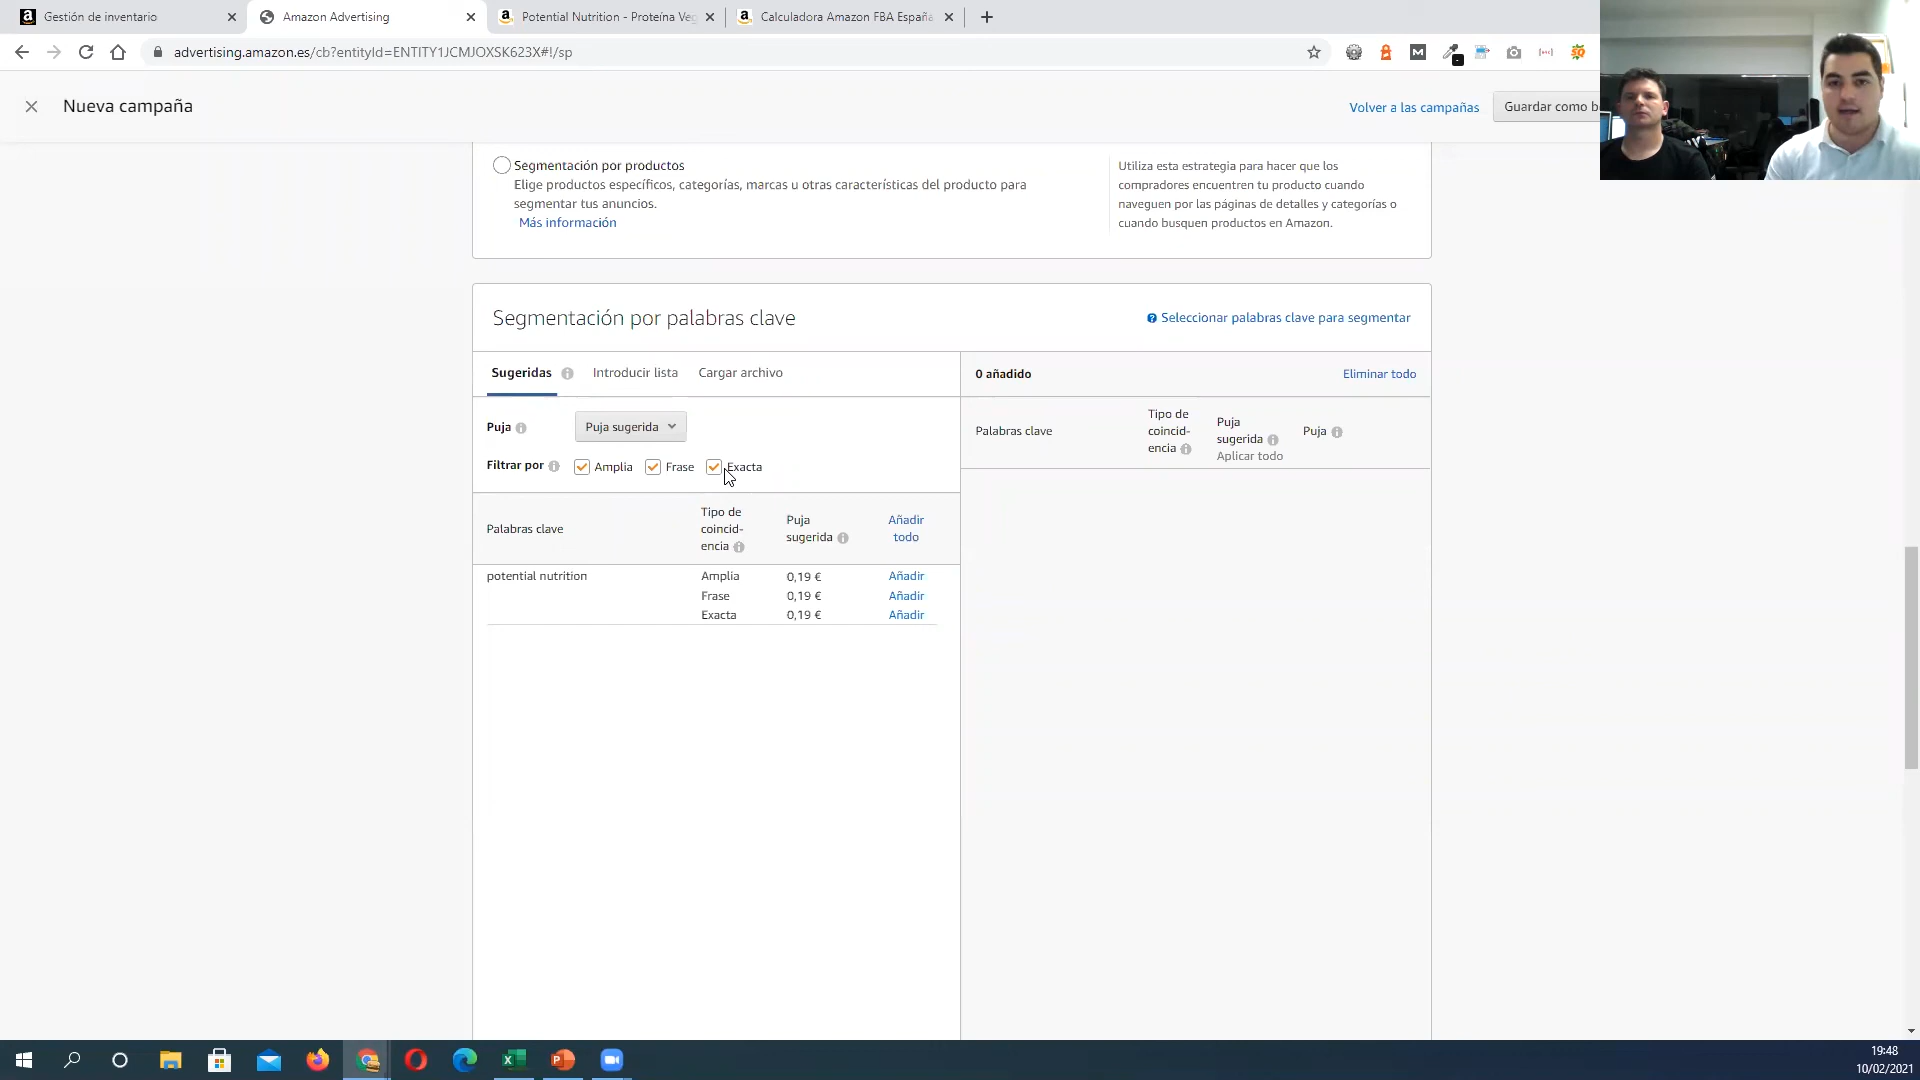 Gestión de inventario
Amazon Advertising
Potential Nutrition - Proteína Veg
Calculadora Amazon FBA España
advertising.amazon.es/cb?entityId=ENTITY1JCMJOXSK623X#!/sp
Nueva campaña
Volver a las campañas
Guardar como b
Segmentación por productos
Elige productos específicos, categorías, marcas u otras características del producto para
segmentar tus anuncios.
Más información
Utiliza esta estrategia para hacer que los
compradores encuentren tu producto cuando
naveguen por las páginas de detalles y categorías o
cuando busquen productos en Amazon.
Segmentación por palabras clave
Seleccionar palabras clave para segmentar
Sugeridas
Introducir lista
Cargar archivo
0 añadido
Eliminar todo
Puja
Puja sugerida
Filtrar por
Amplia
Frase
Exacta
Palabras clave
Tipo de
coincid-
encia
Puja
sugerida
Aplicar todo
Puja
Palabras clave
Tipo de
coincid-
encia
Puja
sugerida
Añadir
todo
potential nutrition
Amplia 0,19 € Añadir
Frase 0,19 € Añadir
Exacta 0,19 € Añadir
19:48
10/02/2021